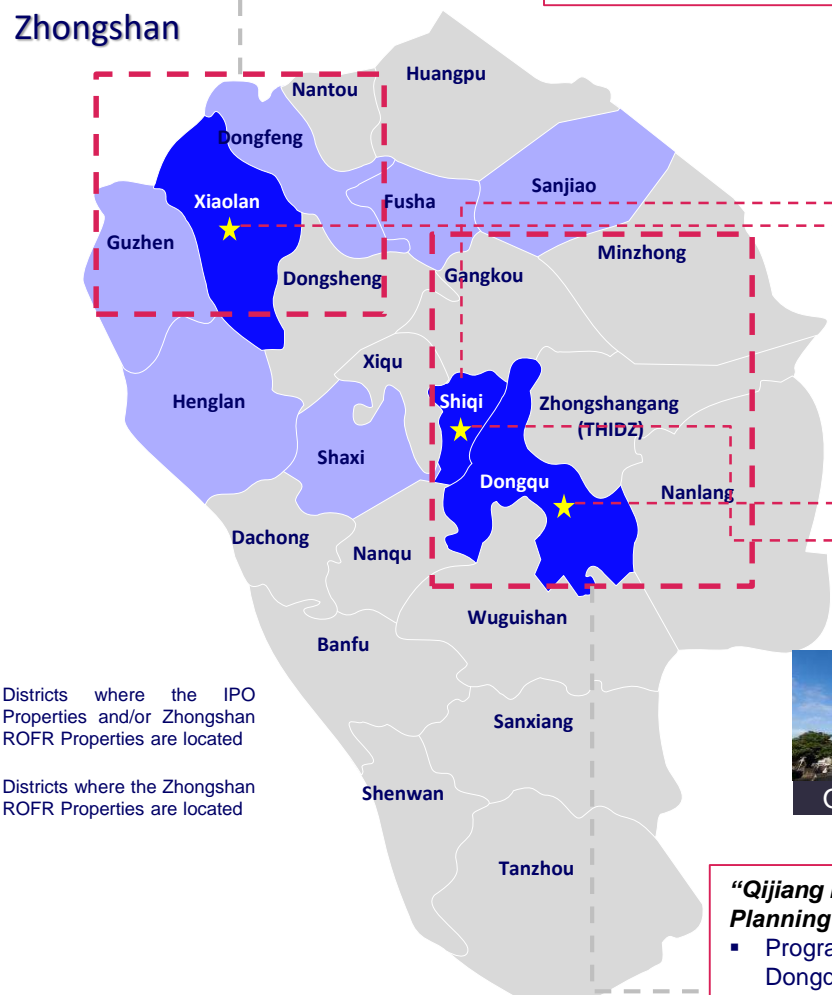 Zhongshan
Huangpu
Nantou
Dongfeng
Sanjiao
Xiaolan
Fusha
Guzhen
Minzhong
Dongsheng
Gangkou
Xiqu
Henglan
Shiqi
Zhongshangang
(THIDZ)
Shaxi
Dongqu
Nanlang
Dachong
Nanqu
Wuguishan
Banfu
Districts where the IPO
Properties and/or Zhongshan
ROFR Properties are located
Sanxiang
Districts where the Zhongshan
ROFR Properties are located
Shenwan
Tanzhou
“Qijiang
Planning
▪